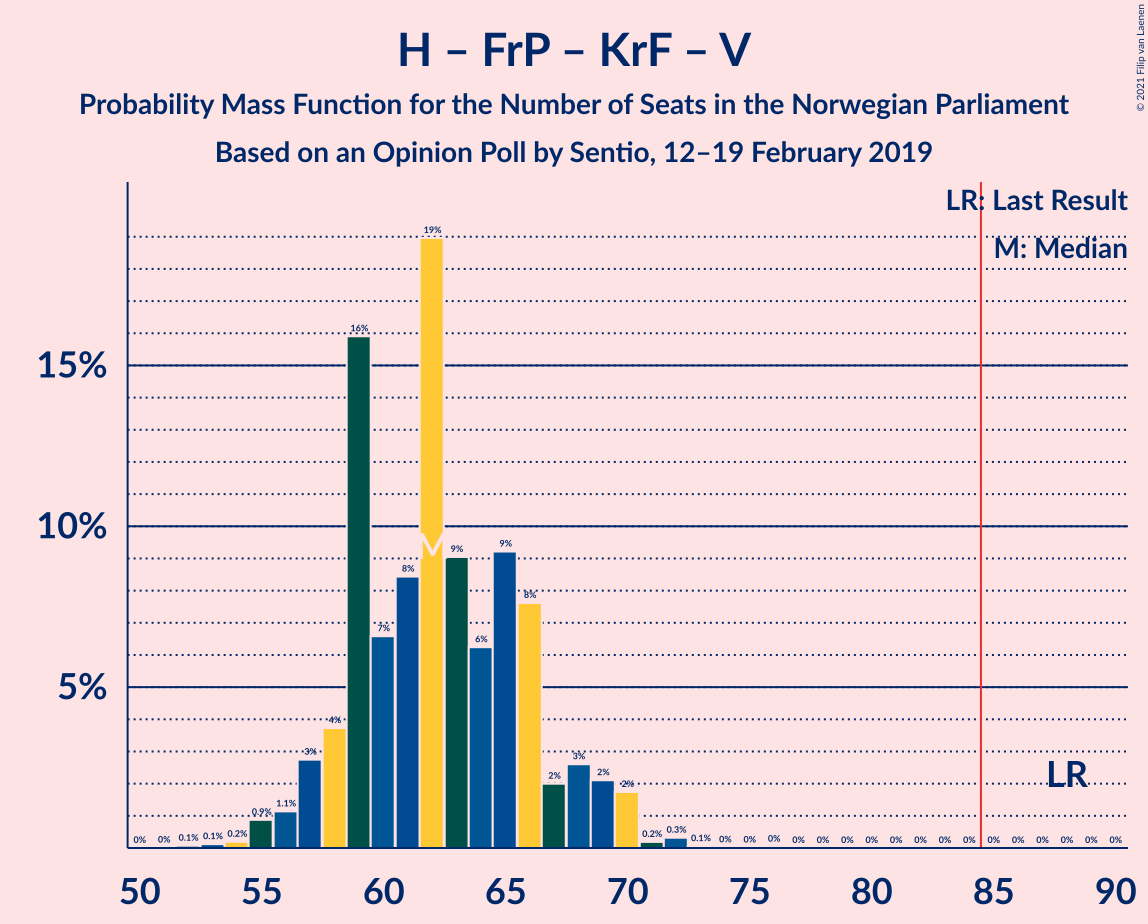 H – FrP – KrF – V
Probability Mass Function for the Number of Seats in the Norwegian Parliament
Based on an Opinion Poll by Sentio, 12–19 February 2019
© 2021 Filip van Laenen
LR: Last Result
M: Median
15%
10%
5%
0% 0% 0.1% 0.1% 0.2% 0.9% 1.1% 3% 4% 16% 7% 8% 19% 9% 6% 9% 8% 2% 3% 2% 2% 0.2% 0.3% 0.1% 0% 0% 0% 0% 0% 0% 0% 0% 0% 0% 0% 0% 0% 0% 0% 0% 0%
M
LR
50 55 60 65 70 75 80 85 90